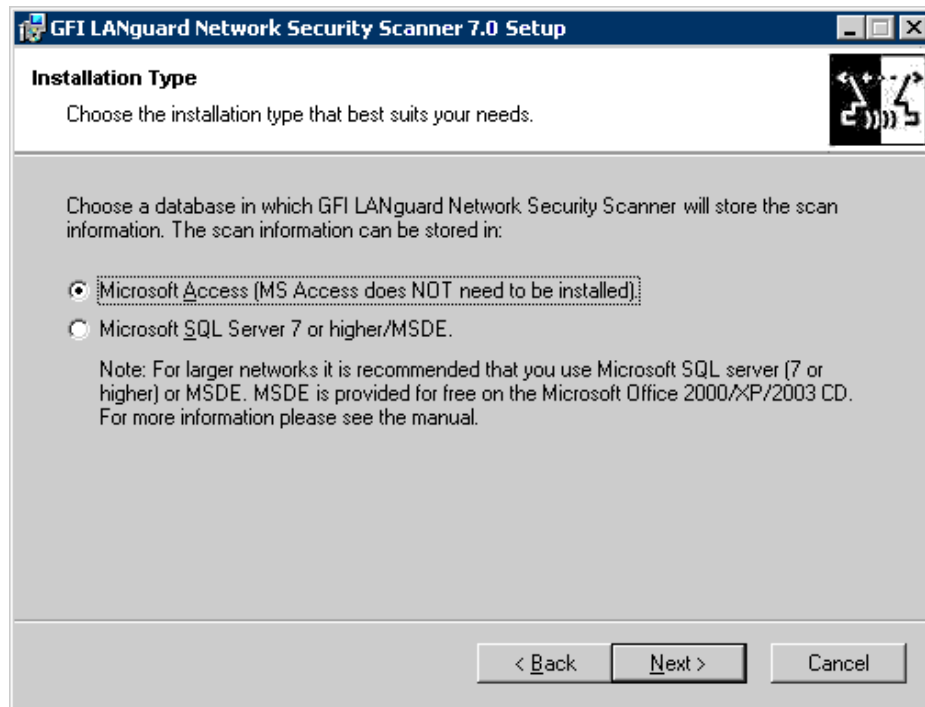 GFI LANguard Network Security Scanner 7.0 Setup
Installation Type
Choose the installation type that best suits your needs.
Choose a database in which GFI LANguard Network Security Scanner will store the scan
information. The scan information can be stored in:
Microsoft Access (MS Access does NOT need to be installed).
Microsoft SQL Server 7 or higher/MSDE.
Note: For larger networks it is recommended that you use Microsoft SQL server (7 or
higher) or MSDE. MSDE is provided for free on the Microsoft Office 2000/XP/2003 CD.
For more information please see the manual.
< Back Next > Cancel